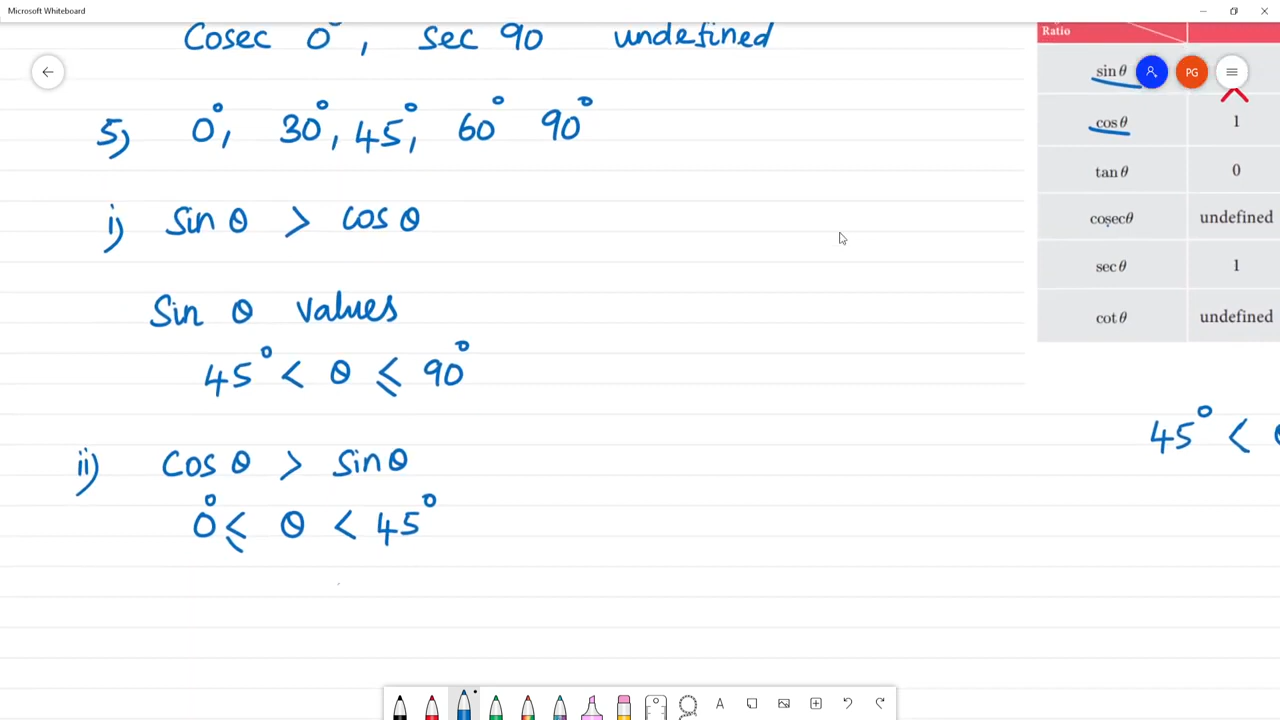 Microsoft Whiteboard
Cosec 0°, sec 90 undefined
5) 0°, 30°, 45°, 60° 90°
i) sin θ > cos θ
Sin θ values
45° < θ ≤ 90°
ii) Cos θ > sin θ
0° ≤ θ < 45°
Ratio
sin θ
PG
cos θ 1
tan θ 0
cosec θ undefined
sec θ 1
cot θ undefined
45° <
A